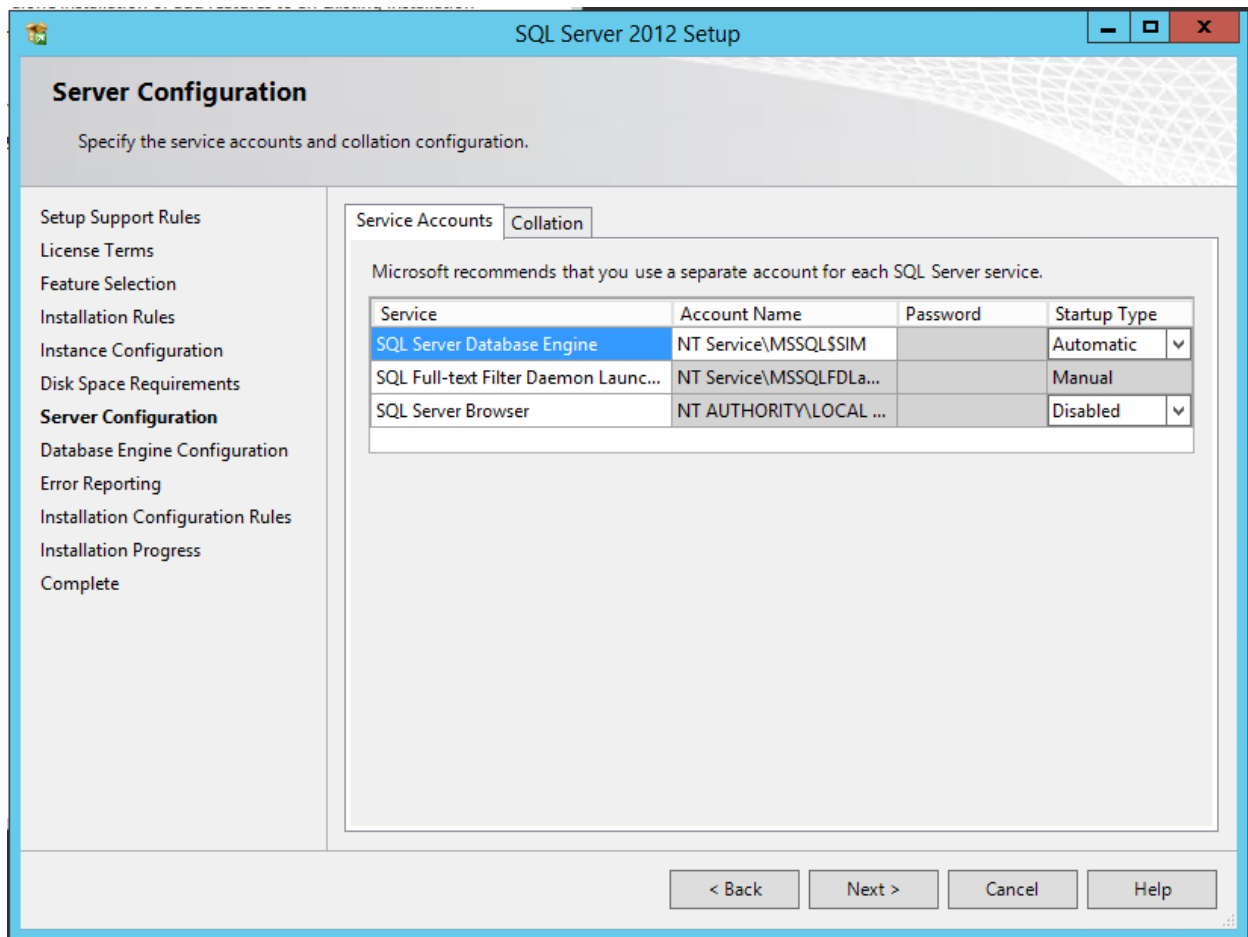 SQL Server 2012 Setup
Server Configuration
Specify the service accounts and collation configuration.
Setup Support Rules
License Terms
Feature Selection
Installation Rules
Instance Configuration
Disk Space Requirements
Server Configuration
Database Engine Configuration
Error Reporting
Installation Configuration Rules
Installation Progress
Complete
Service Accounts Collation
Microsoft recommends that you use a separate account for each SQL Server service.
Service Account Name Password Startup Type
SQL Server Database Engine NT Service\MSSQL$SIM Automatic
SQL Full-text Filter Daemon Launc... NT Service\MSSQLFDLa... Manual
SQL Server Browser NT AUTHORITY\LOCAL ... Disabled
< Back Next > Cancel Help